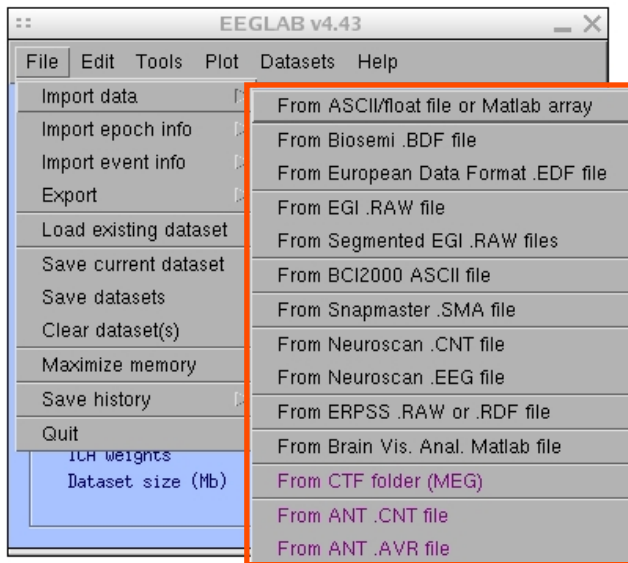 EEGLAB v4.43
File Edit Tools Plot Datasets Help
Import data
Import epoch info
Import event info
Export
Load existing dataset
Save current dataset
Save datasets
Clear dataset(s)
Maximize memory
Save history
Quit
From ASCII/float file or Matlab array
From Biosemi .BDF file
From European Data Format .EDF file
From EGI .RAW file
From Segmented EGI .RAW files
From BCI2000 ASCII file
From Snapmaster .SMA file
From Neuroscan .CNT file
From Neuroscan .EEG file
From ERPSS .RAW or .RDF file
From Brain Vis. Anal. Matlab file
From CTF folder (MEG)
From ANT .CNT file
From ANT .AVR file
ICA weights
Dataset size (Mb)